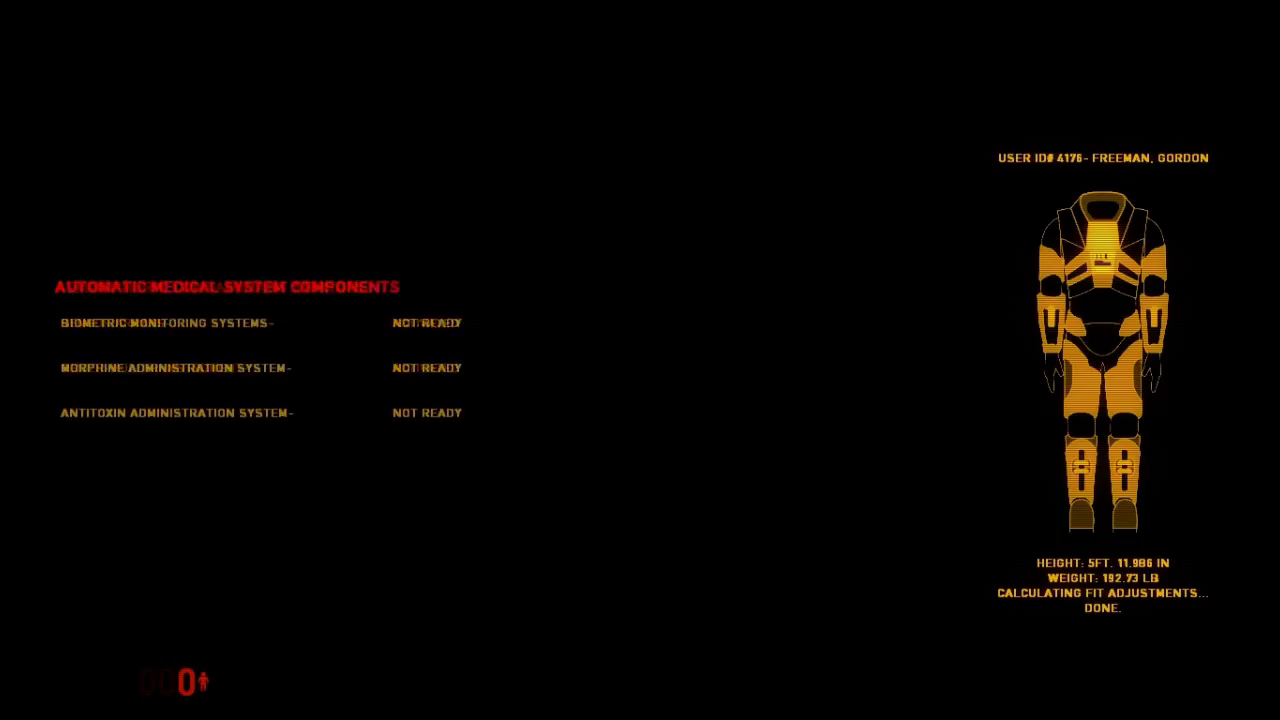 USER ID# 4176- FREEMAN, GORDON
AUTOMATIC MEDICAL SYSTEM COMPONENTS
BIOMETRIC MONITORING SYSTEMS- NOT READY
MORPHINE ADMINISTRATION SYSTEM- NOT READY
ANTITOXIN ADMINISTRATION SYSTEM- NOT READY
HEIGHT: 5FT. 11.986 IN
WEIGHT: 192.73 LB
CALCULATING FIT ADJUSTMENTS...
DONE.
0